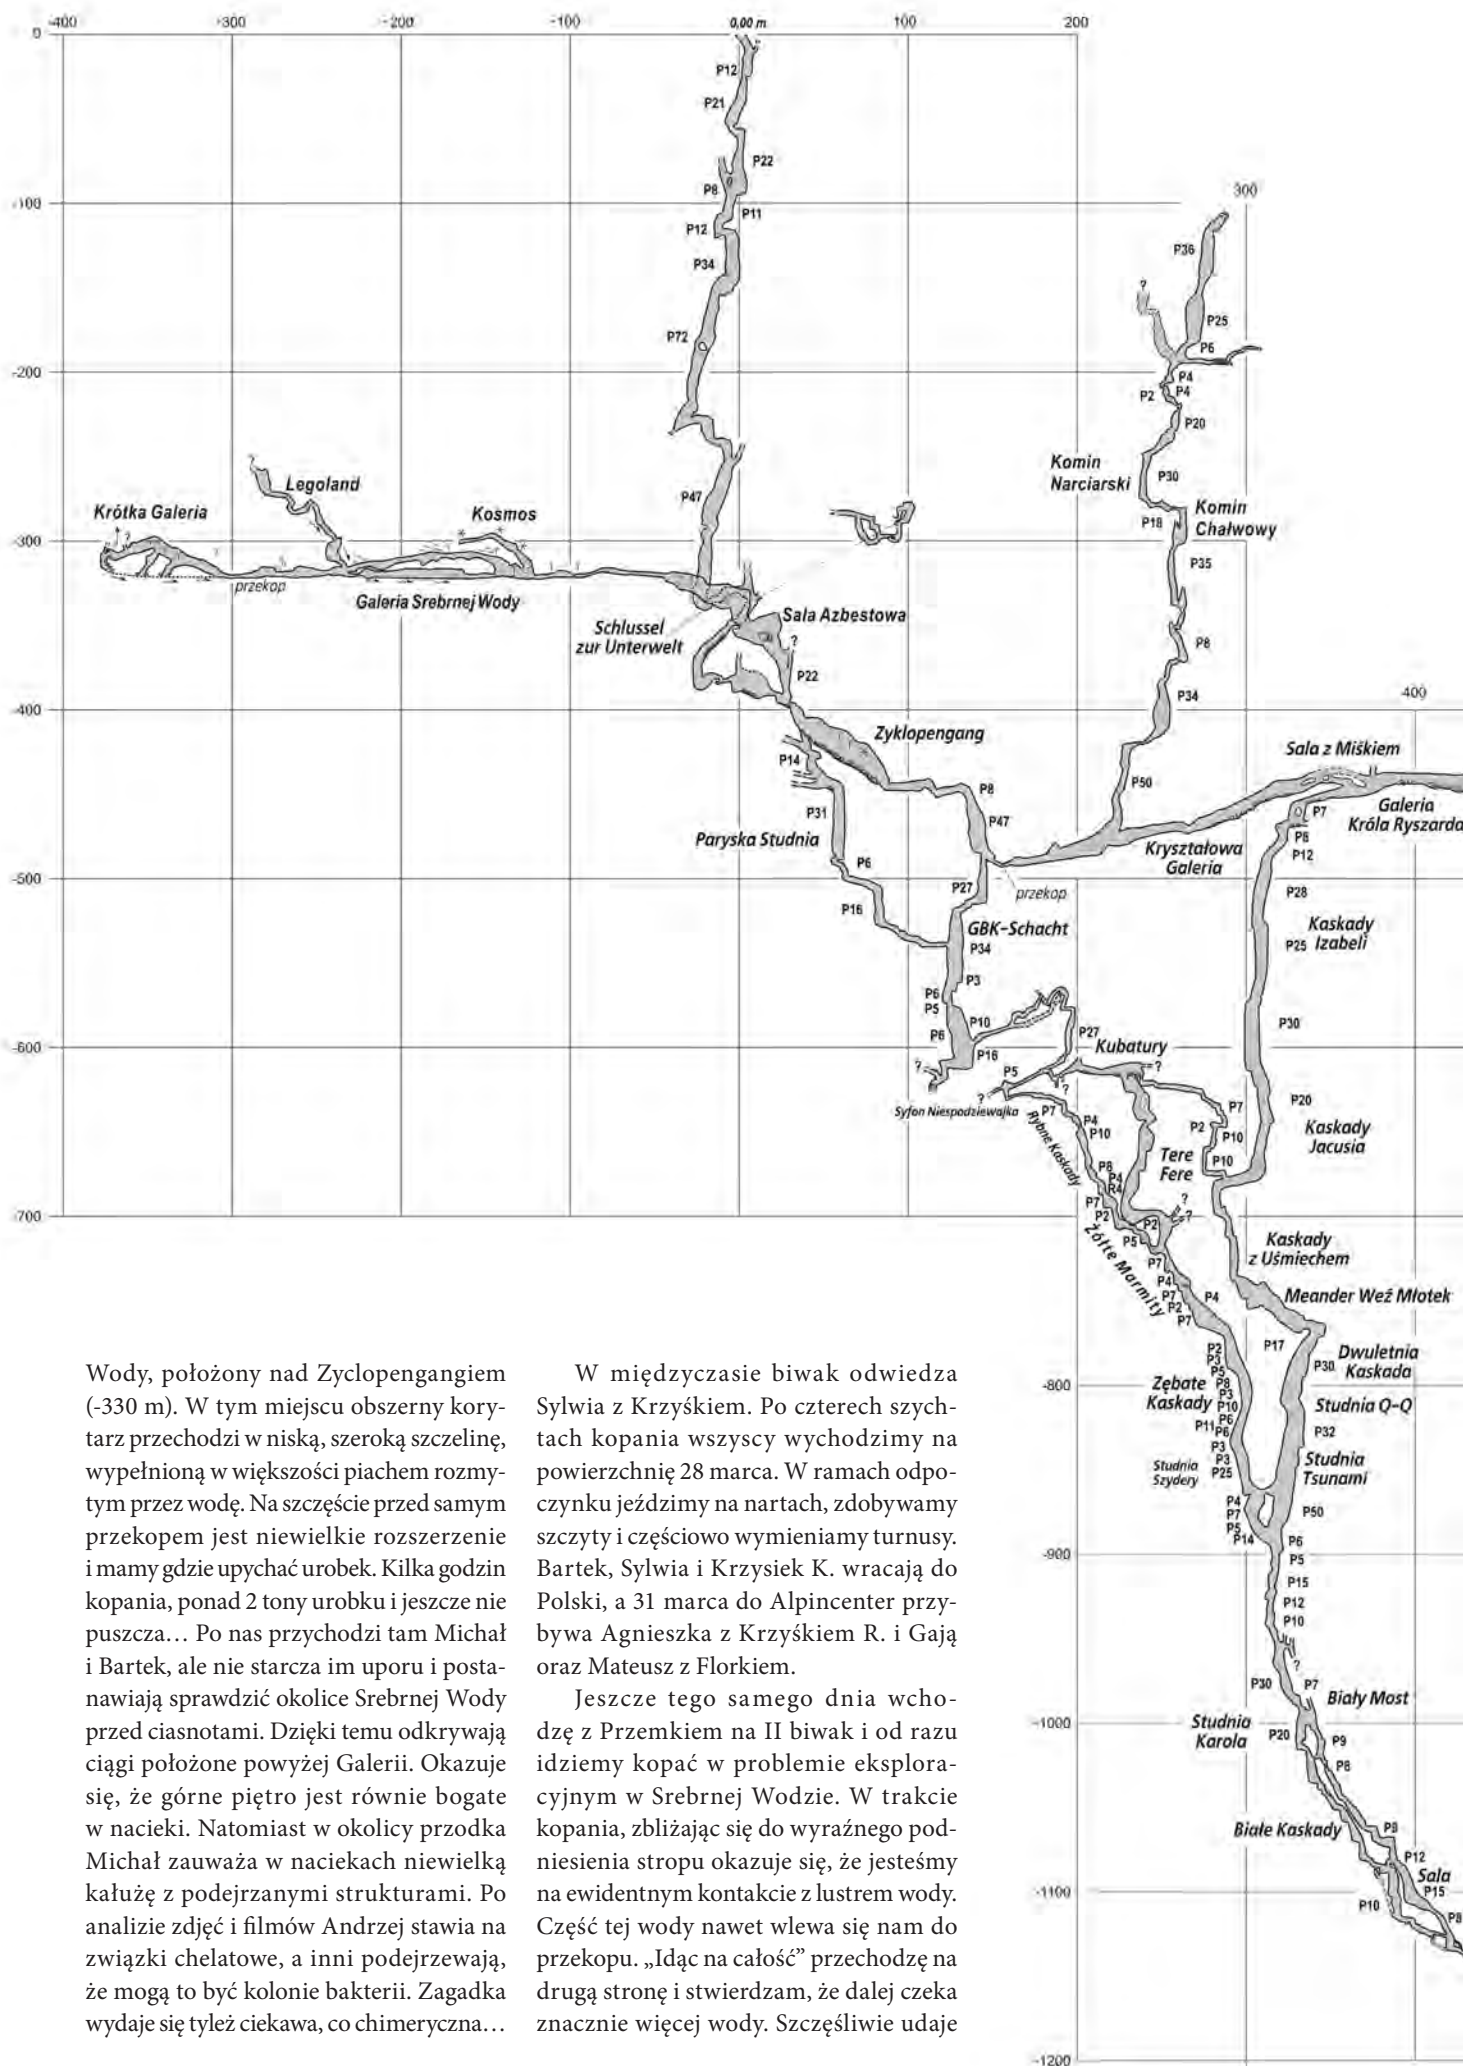 -400
-300
-200
-100
0,00 m
100
200
0
P12
P21
P22
P8
-100
P11
P12
P34
300
P36
?
P25
P72
P6
-200
P4
P4
P2
P20
?
Legoland
Komin
Narciarski
P30
P47
Krótka Galeria
Kosmos
P18
Komin
Chałwowy
?
-300
P35
przekop
Galeria Srebrnej Wody
Schlussel
zur Unterwelt
Sala Azbestowa
?
P8
P22
P34
400
-400
Zyklopengang
Sala z Miśkiem
P14
P50
P8
P31
P47
P7
Galeria
Króla Ryszarda
Paryska Studnia
Kryształowa
Galeria
P8
P12
P6
-500
P27
przekop
P28
P16
GBK-Schacht
Kaskady
Izabeli
P34
P25
P3
P6
P5
P10
P30
P6
P27
-600
P16
Kubatury
?
?
P5
?
?
Syfon Niespodziewajka
P7
Rybne Kaskady
P4
P10
P7
P20
P2
P10
Kaskady
Jacusia
Tere
Fere
P10
P8
P4
R4
P7
?
-700
P2
P2
?
P5
Żółte Marmity
Kaskady
z Uśmiechem
P7
P4
P7
P4
P2
P7
Meander Weź Młotek
P17
P2
P3
P30
Dwuletnia
Kaskada
P5
Zębate
Kaskady
P8
-800
P3
P10
Studnia Q-Q
P11
P6
P6
P32
P3
P3
Studnia
Szydery
P25
Studnia
Tsunami
P4
P7
P50
P5
P14
P6
-900
P5
P15
P12
P10
?
P30
P7
Biały Most
Studnia
Karola
-1000
P20
P9
P8
Białe Kaskady
P9
P12
Sala
P15
-1100
P10
P8
-1200
Wody, położony nad Zyclopengangiem
(-330 m). W tym miejscu obszerny kory-
tarz przechodzi w niską, szeroką szczelinę,
wypełnioną w większości piachem rozmy-
tym przez wodę. Na szczęście przed samym
przekopem jest niewielkie rozszerzenie
i mamy gdzie upychać urobek. Kilka godzin
kopania, ponad 2 tony urobku i jeszcze nie
puszcza… Po nas przychodzi tam Michał
i Bartek, ale nie starcza im uporu i posta-
nawiają sprawdzić okolice Srebrnej Wody
przed ciasnotami. Dzięki temu odkrywają
ciągi położone powyżej Galerii. Okazuje
się, że górne piętro jest równie bogate
w nacieki. Natomiast w okolicy przodka
Michał zauważa w naciekach niewielką
kałużę z podejrzanymi strukturami. Po
analizie zdjęć i filmów Andrzej stawia na
związki chelatowe, a inni podejrzewają,
że mogą to być kolonie bakterii. Zagadka
wydaje się tyleż ciekawa, co chimeryczna…
W międzyczasie biwak odwiedza
Sylwia z Krzyśkiem. Po czterech szych-
tach kopania wszyscy wychodzimy na
powierzchnię 28 marca. W ramach odpo-
czynku jeździmy na nartach, zdobywamy
szczyty i częściowo wymieniamy turnusy.
Bartek, Sylwia i Krzysiek K. wracają do
Polski, a 31 marca do Alpincenter przy-
bywa Agnieszka z Krzyśkiem R. i Gają
oraz Mateusz z Florkiem.
Jeszcze tego samego dnia wcho-
dzę z Przemkiem na II biwak i od razu
idziemy kopać w problemie eksplora-
cyjnym w Srebrnej Wodzie. W trakcie
kopania, zbliżając się do wyraźnego pod-
niesienia stropu okazuje się, że jesteśmy
na ewidentnym kontakcie z lustrem wody.
Część tej wody nawet wlewa się nam do
przekopu. „Idąc na całość” przechodzę na
drugą stronę i stwierdzam, że dalej czeka
znacznie więcej wody. Szczęśliwie udaje